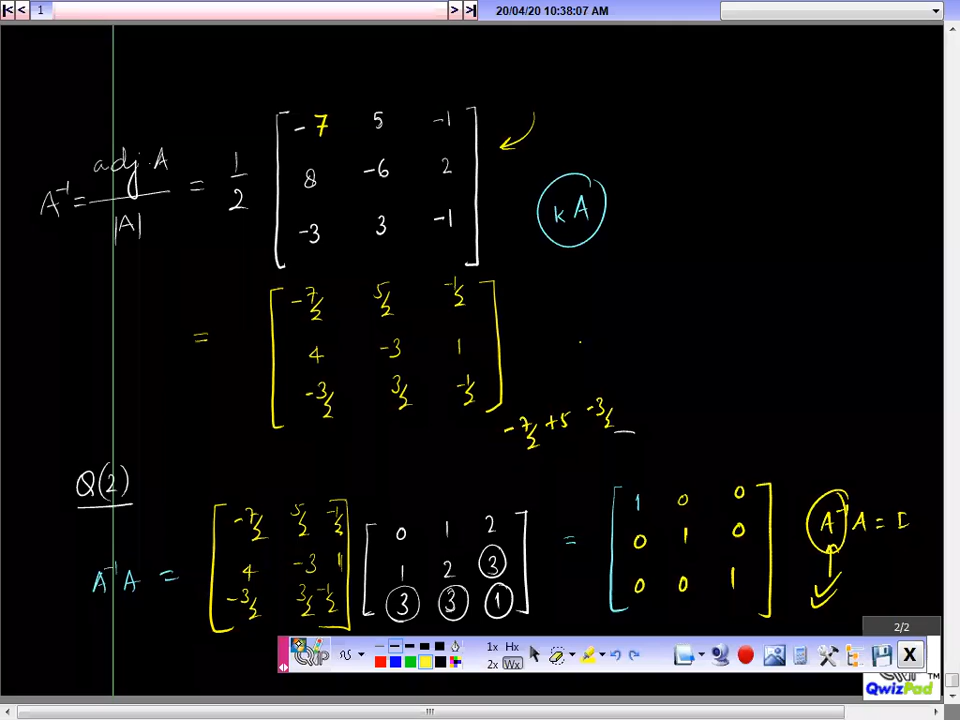 1
20/04/20 10:38:07 AM
A⁻¹ = adj.A / |A| = 1/2 [ -7 5 -1
8 -6 2
-3 3 -1 ]
kA
= [ -7/2 5/2 -1/2
4 -3 1
-3/2 3/2 -1/2 ]
-7/2 +5 -3/2
Q(2)
A⁻¹A = [ -7/2 5/2 -1/2 [ 0 1 2 = [ 1 0 0 A⁻¹A = I
4 -3 1 1 2 3 0 1 0
-3/2 3/2 -1/2 ] 3 3 1 ] 0 0 1 ]
2/2
QIP
1x Hx
2x Wx
QwizPad™